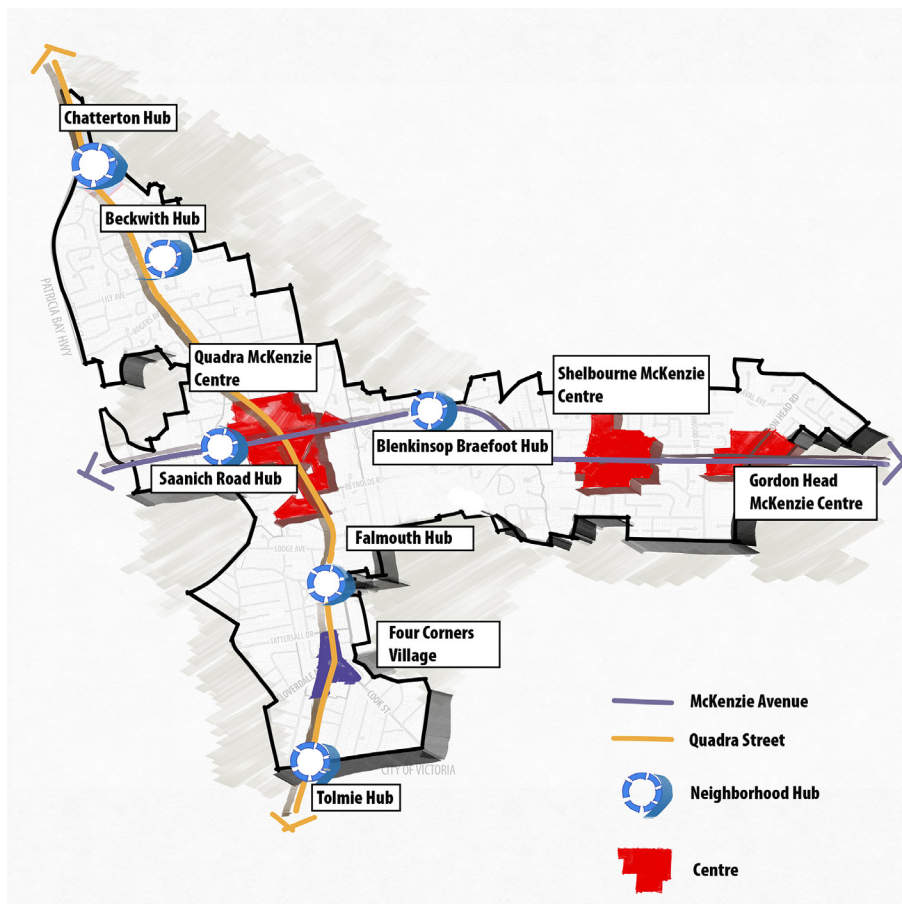 Chatterton Hub
Beckwith Hub
PATRICIA BAY HWY
LILY AVE
ROGERS
Quadra McKenzie
Centre
Shelbourne McKenzie
Centre
Blenkinsop Braefoot Hub
Saanich Road Hub
REYNOLDS R
Gordon Head
McKenzie Centre
Falmouth Hub
LODGE AVE
TATTERSALL DR
Four Corners
Village
CLOVERDALE
COOK ST
CITY OF VICTORIA
Tolmie Hub
McKenzie Avenue
Quadra Street
Neighborhood Hub
Centre